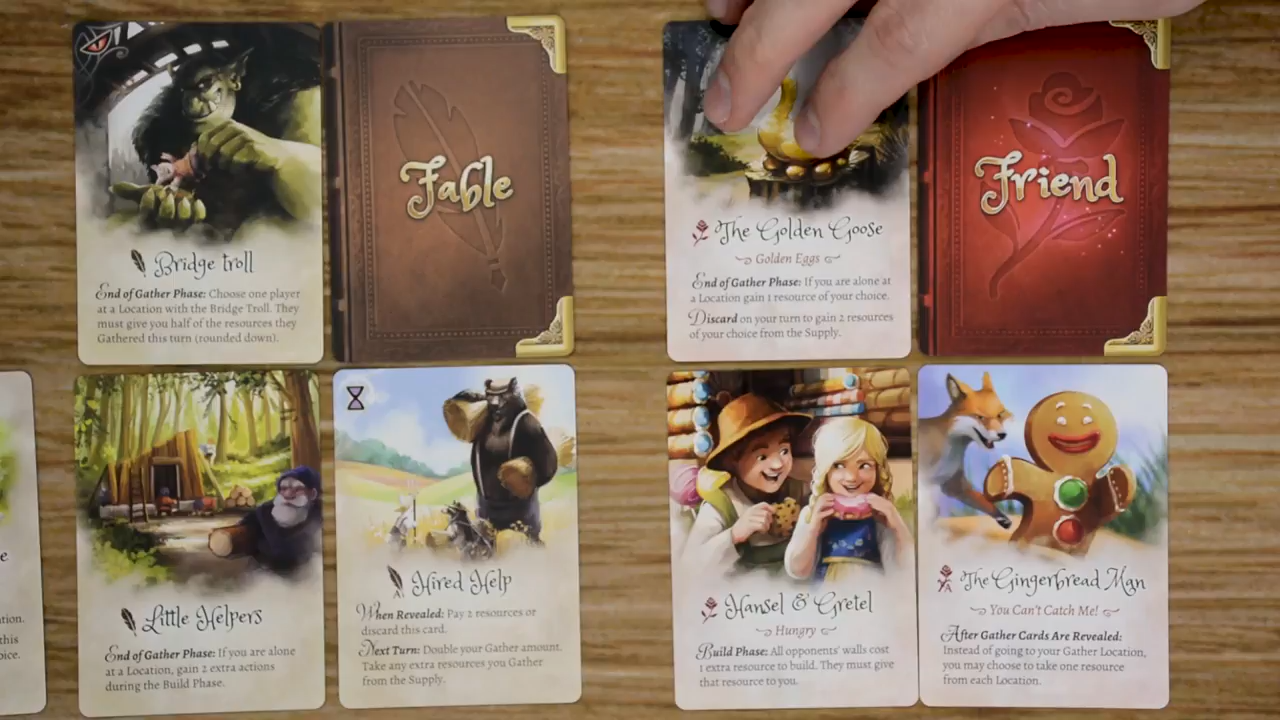 Bridge Troll
End of Gather Phase: Choose one player
at a Location with the Bridge Troll. They
must give you half of the resources they
Gathered this turn (rounded down).
Fable
The Golden Goose
Golden Eggs
End of Gather Phase: If you are alone at
a Location gain 1 resource of your choice.
Discard on your turn to gain 2 resources
of your choice from the Supply.
Friend
Little Helpers
End of Gather Phase: If you are alone
at a Location, gain 2 extra actions
during the Build Phase.
Hired Help
When Revealed: Pay 2 resources or
discard this card.
Next Turn: Double your Gather amount.
Take any extra resources you Gather
from the Supply.
Hansel & Gretel
Hungry
Build Phase: All opponents' walls cost
1 extra resource to build. They must give
that resource to you.
The Gingerbread Man
You Can't Catch Me!
After Gather Cards Are Revealed:
Instead of going to your Gather Location,
you may choose to take one resource
from each Location.
this